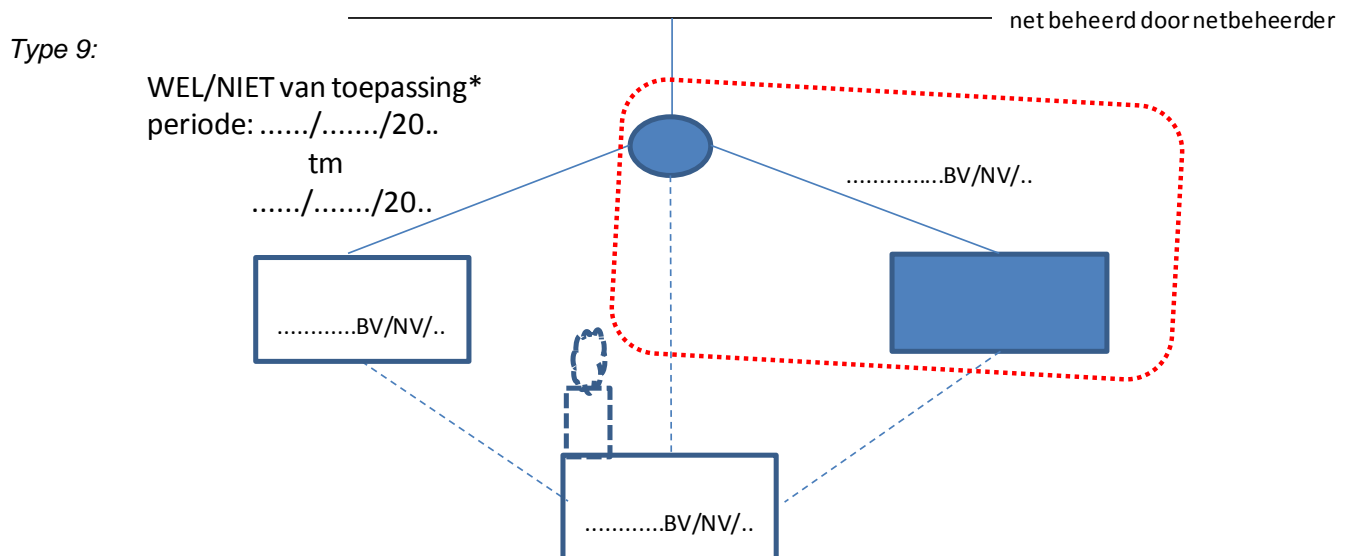 net beheerd door netbeheerder
Type 9:
WEL/NIET van toepassing*
periode: ....../......./20..
tm
....../......./20..
..............BV/NV/..
............BV/NV/..
............BV/NV/..